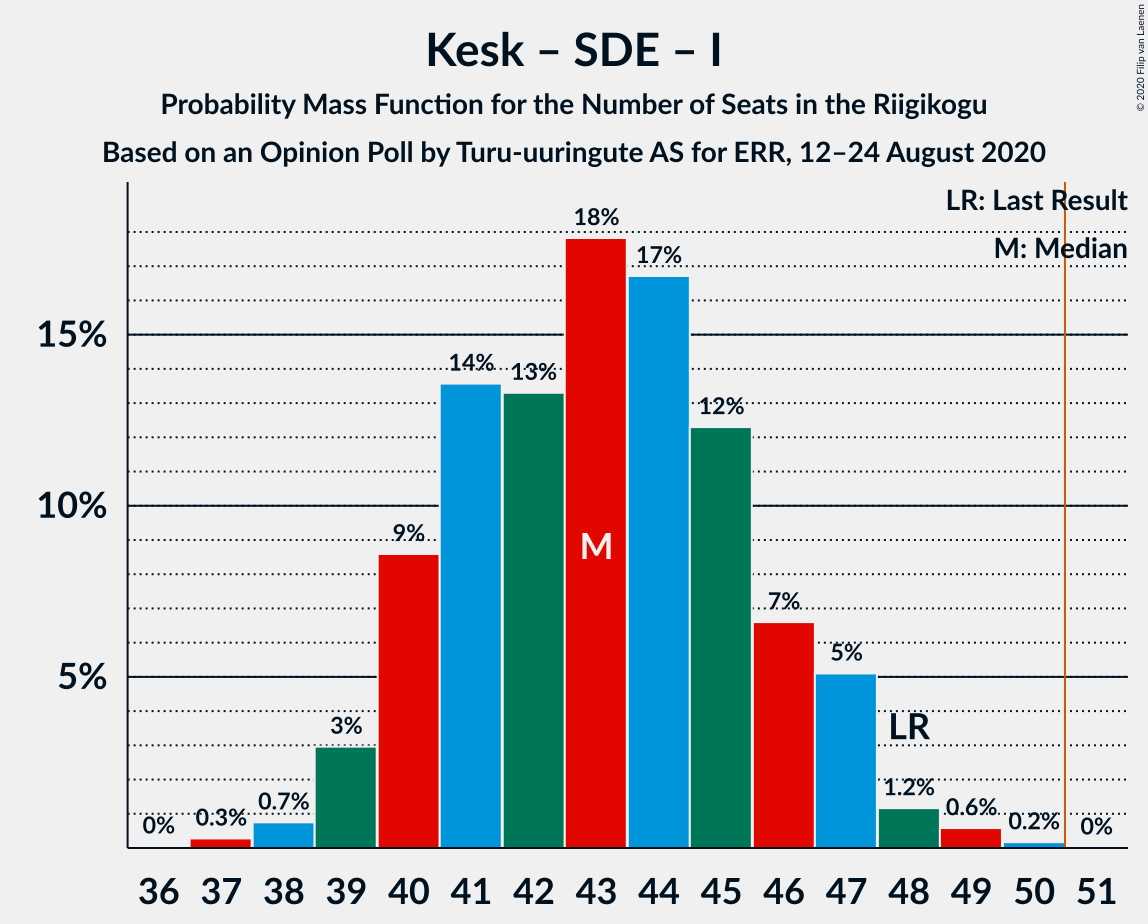 Kesk – SDE – I
Probability Mass Function for the Number of Seats in the Riigikogu
Based on an Opinion Poll by Turu-uuringute AS for ERR, 12–24 August 2020
© 2020 Filip van Laenen
LR: Last Result
M: Median
15%
10%
5%
0%
0.3%
0.7%
3%
9%
14%
13%
18%
17%
12%
7%
5%
1.2%
0.6%
0.2%
0%
M
LR
36 37 38 39 40 41 42 43 44 45 46 47 48 49 50 51